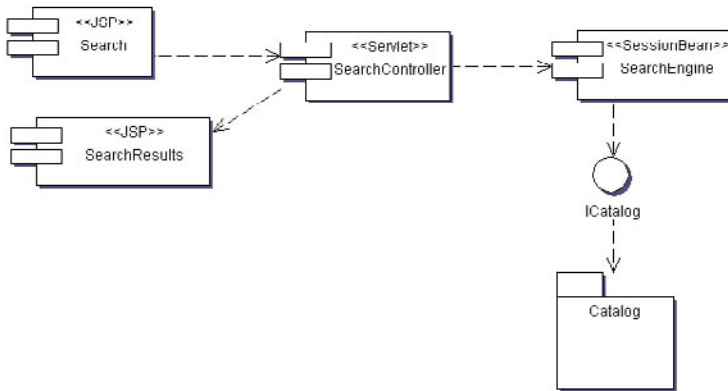 <<JSP>>
Search
<<Servlet>>
SearchController
<<SessionBean>>
SearchEngine
<<JSP>>
SearchResults
ICatalog
Catalog